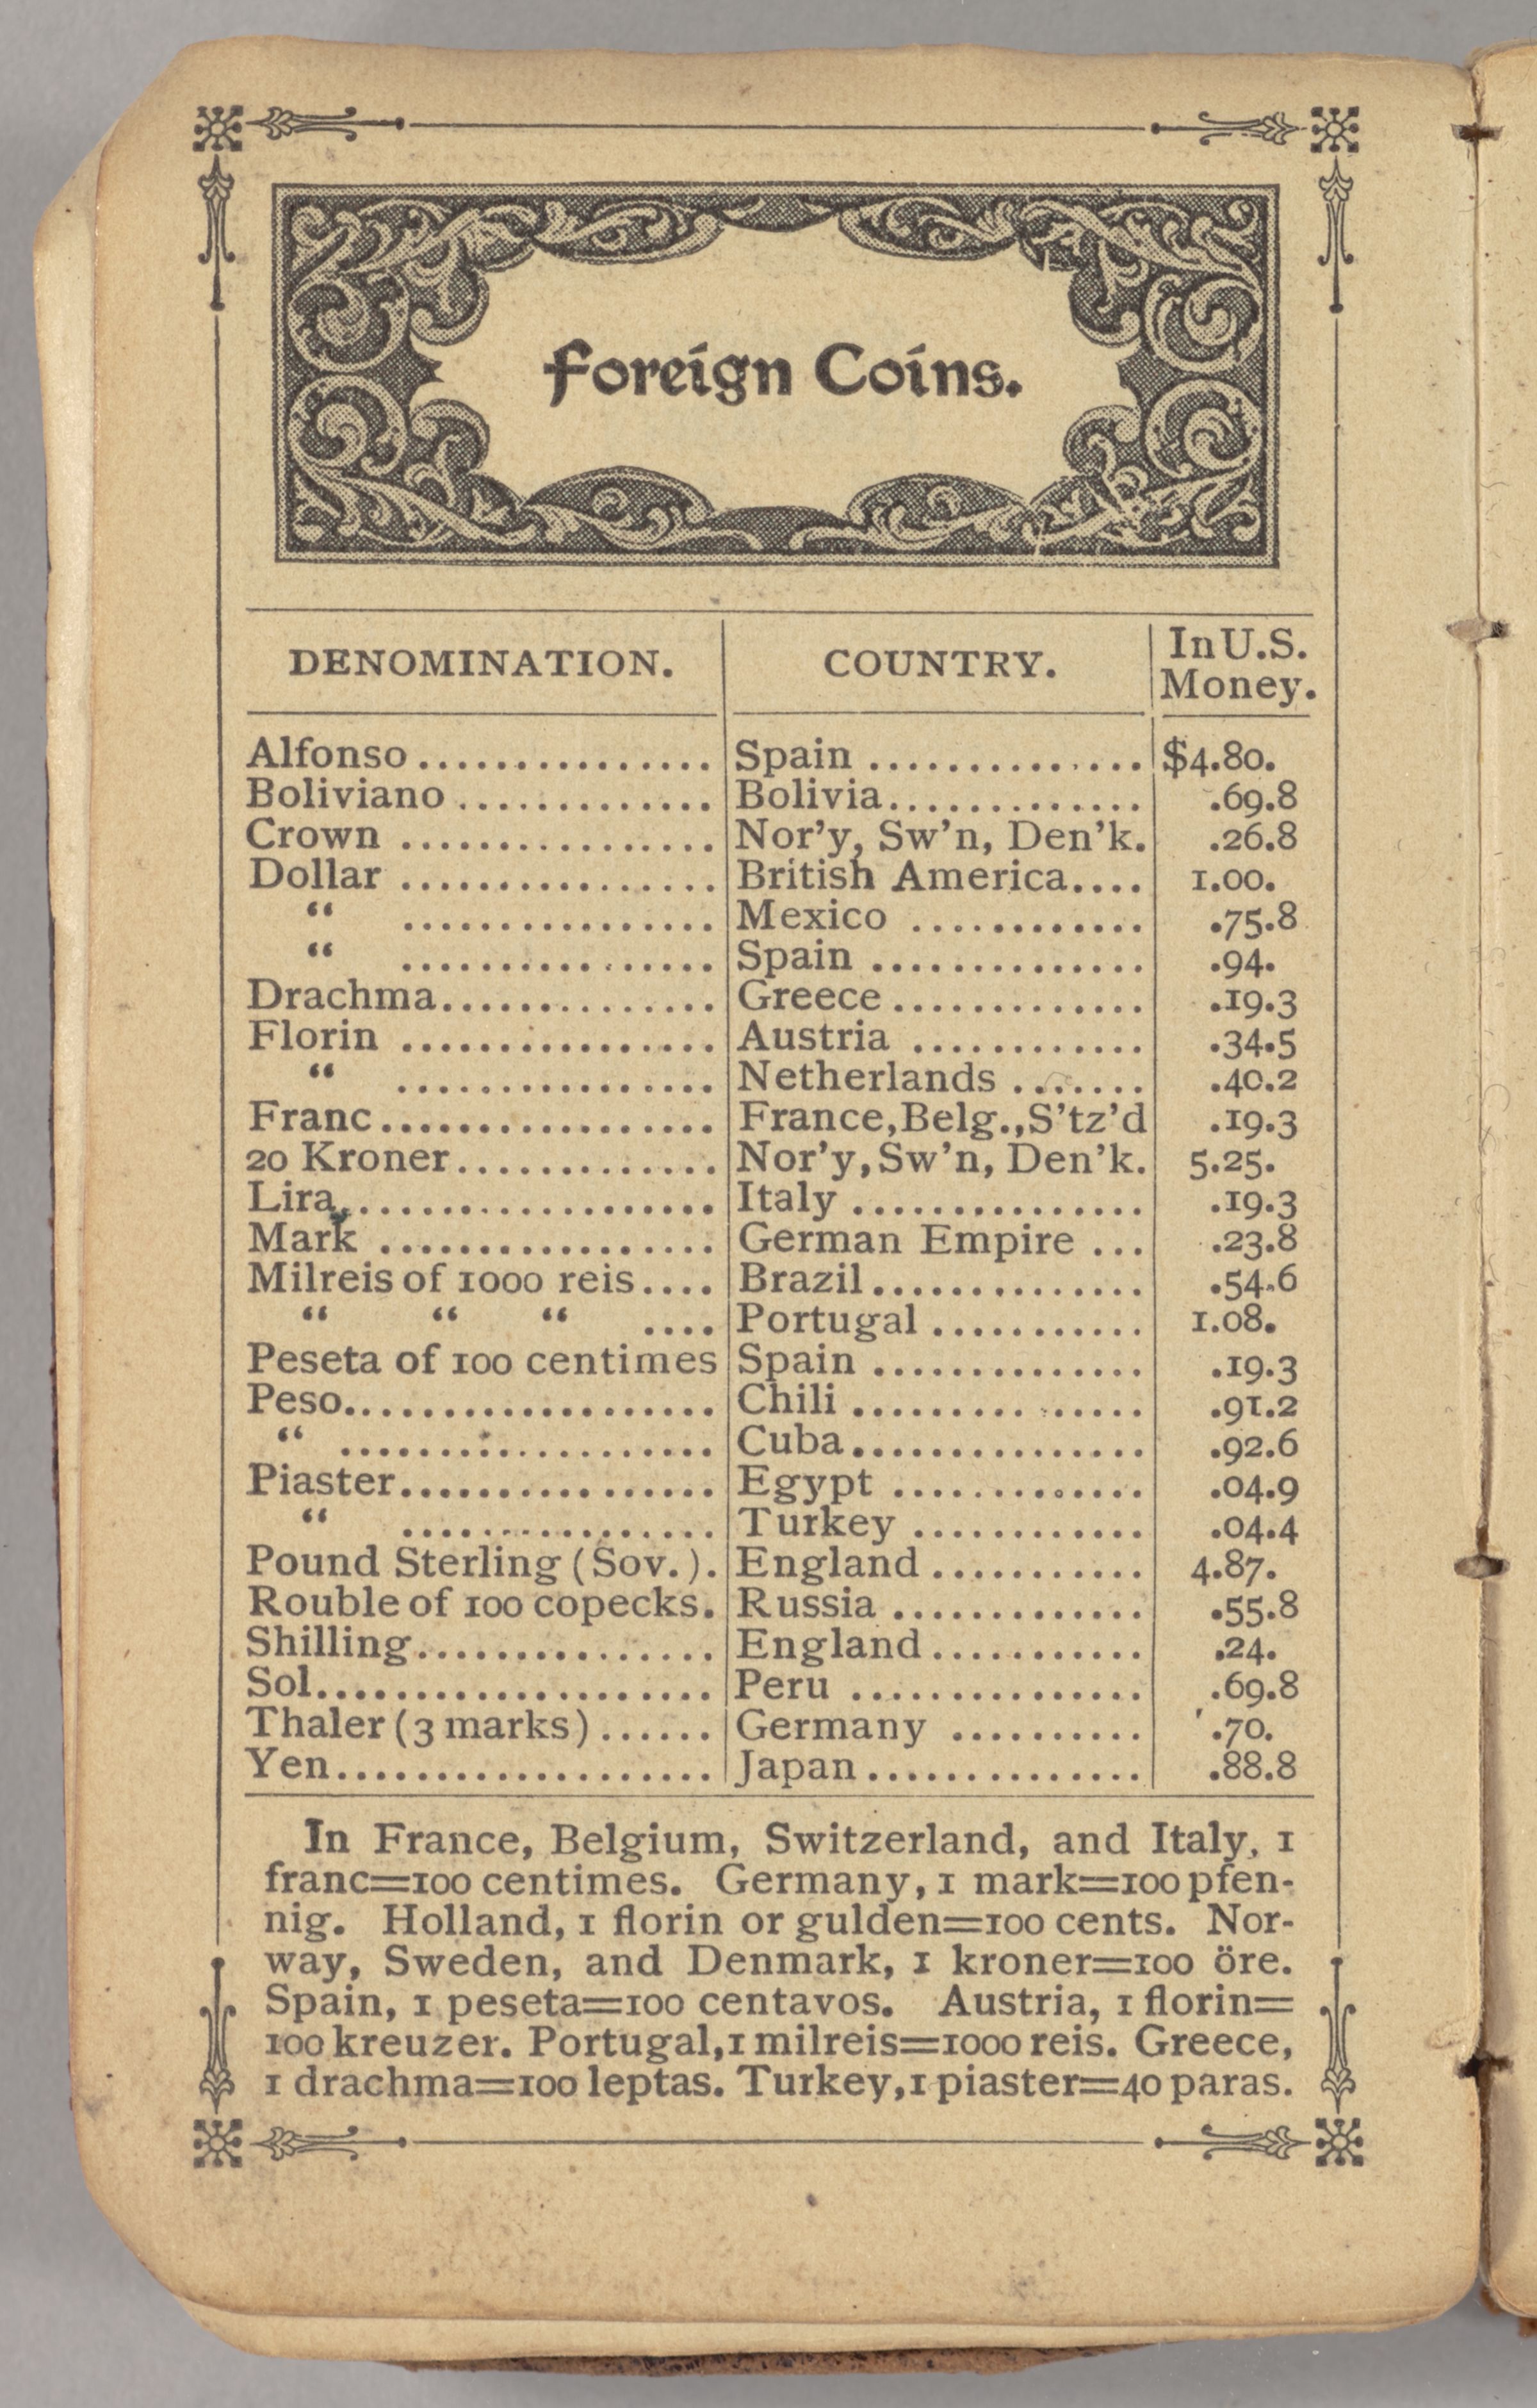 Foreign Coins.
DENOMINATION. COUNTRY. In U.S. Money.
Alfonso ............... Spain .............. $4.80.
Boliviano ............. Bolivia............. .69.8
Crown ................ Nor'y, Sw'n, Den'k. .26.8
Dollar ................ British America.... 1.00.
“ ................ Mexico ............ .75.8
“ ................ Spain .............. .94.
Drachma.............. Greece ............. .19.3
Florin ................ Austria ............ .34.5
“ ................ Netherlands ....... .40.2
Franc................. France, Belg., S'tz'd .19.3
20 Kroner............. Nor'y, Sw'n, Den'k. 5.25.
Lira................... Italy ............... .19.3
Mark ................. German Empire ... .23.8
Milreis of 1000 reis.... Brazil.............. .54.6
“ “ “ .... Portugal ........... 1.08.
Peseta of 100 centimes Spain .............. .19.3
Peso................... Chili ............... .91.2
“ ................... Cuba............... .92.6
Piaster................ Egypt ............. .04.9
“ ................ Turkey ............ .04.4
Pound Sterling (Sov.). England ........... 4.87.
Rouble of 100 copecks. Russia ............. .55.8
Shilling............... England........... .24.
Sol.................... Peru ............... .69.8
Thaler (3 marks)...... Germany .......... .70.
Yen................... Japan.............. .88.8
In France, Belgium, Switzerland, and Italy, 1
franc=100 centimes. Germany, 1 mark=100 pfen-
nig. Holland, 1 florin or gulden=100 cents. Nor-
way, Sweden, and Denmark, 1 kroner=100 öre.
Spain, 1 peseta=100 centavos. Austria, 1 florin=
100 kreuzer. Portugal, 1 milreis=1000 reis. Greece,
1 drachma=100 leptas. Turkey, 1 piaster=40 paras.